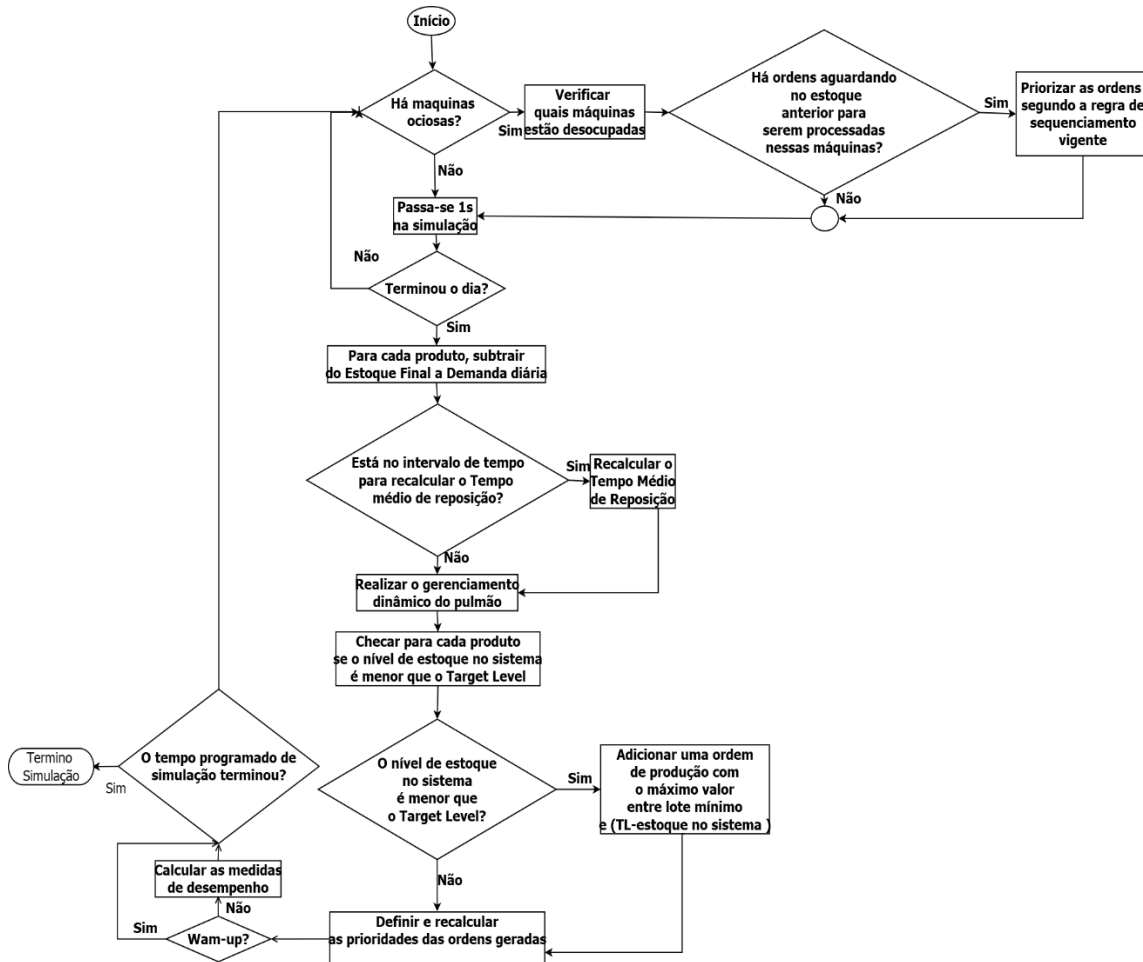 Início
Há maquinas
ociosas?
Sim
Verificar
quais máquinas
estão desocupadas
Há ordens aguardando
no estoque
anterior para
serem processadas
nessas máquinas?
Sim
Priorizar as ordens
segundo a regra de
sequenciamento
vigente
Não
Não
Passa-se 1s
na simulação
Não
Terminou o dia?
Sim
Para cada produto, subtrair
do Estoque Final a Demanda diária
Está no intervalo de tempo
para recalcular o Tempo
médio de reposição?
Sim
Recalcular o
Tempo Médio
de Reposição
Não
Realizar o gerenciamento
dinâmico do pulmão
Checar para cada produto
se o nível de estoque no sistema
é menor que o Target Level
O nível de estoque
no sistema
é menor que
o Target Level?
Sim
Adicionar uma ordem
de produção com
o máximo valor
entre lote mínimo
e (TL-estoque no sistema )
Não
Definir e recalcular
as prioridades das ordens geradas
Wam-up?
Sim
Não
Calcular as medidas
de desempenho
O tempo programado de
simulação terminou?
Sim
Termino
Simulação